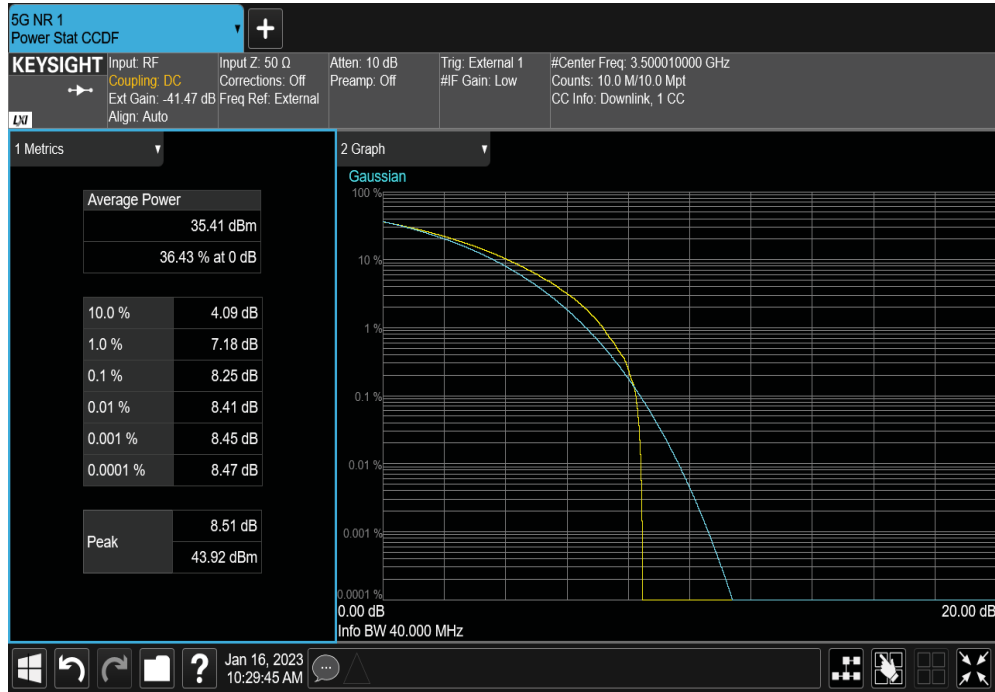 5G NR 1
Power Stat CCDF
+
KEYSIGHT
LXI
Input: RF
Coupling: DC
Ext Gain: -41.47 dB
Align: Auto
Input Z: 50 Ω
Corrections: Off
Freq Ref: External
Atten: 10 dB
Preamp: Off
Trig: External 1
#IF Gain: Low
#Center Freq: 3.500010000 GHz
Counts: 10.0 M/10.0 Mpt
CC Info: Downlink, 1 CC
1 Metrics
Average Power
35.41 dBm
36.43 % at 0 dB
10.0 % 4.09 dB
1.0 % 7.18 dB
0.1 % 8.25 dB
0.01 % 8.41 dB
0.001 % 8.45 dB
0.0001 % 8.47 dB
Peak
8.51 dB
43.92 dBm
2 Graph
Gaussian
100 %
10 %
1 %
0.1 %
0.01 %
0.001 %
0.0001 %
0.00 dB 20.00 dB
Info BW 40.000 MHz
?
Jan 16, 2023
10:29:45 AM